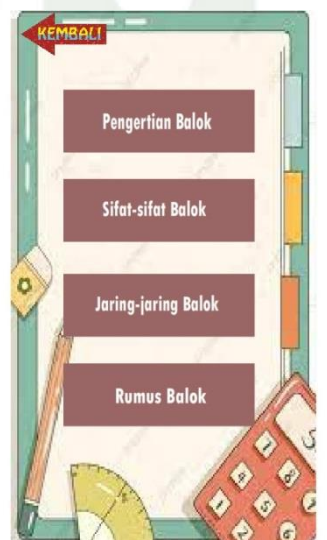 KEMBALI
Pengertian Balok
Sifat-sifat Balok
Jaring-jaring Balok
Rumus Balok